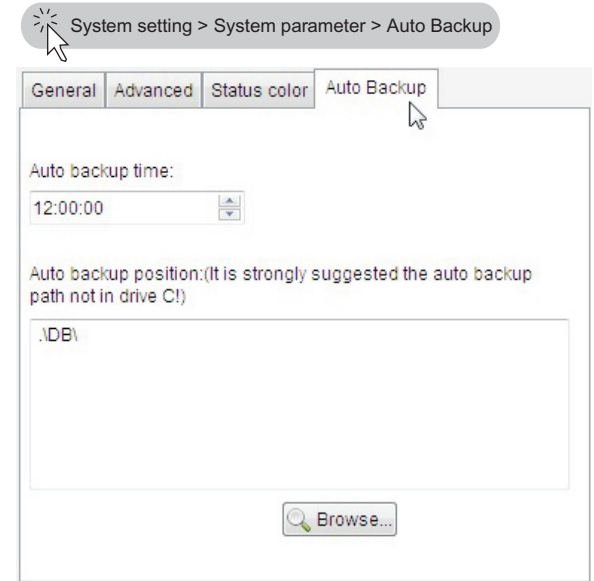 System setting > System parameter > Auto Backup
General Advanced Status color Auto Backup
Auto backup time:
12:00:00
Auto backup position:(It is strongly suggested the auto backup
path not in drive C!)
.\DB\
Browse...